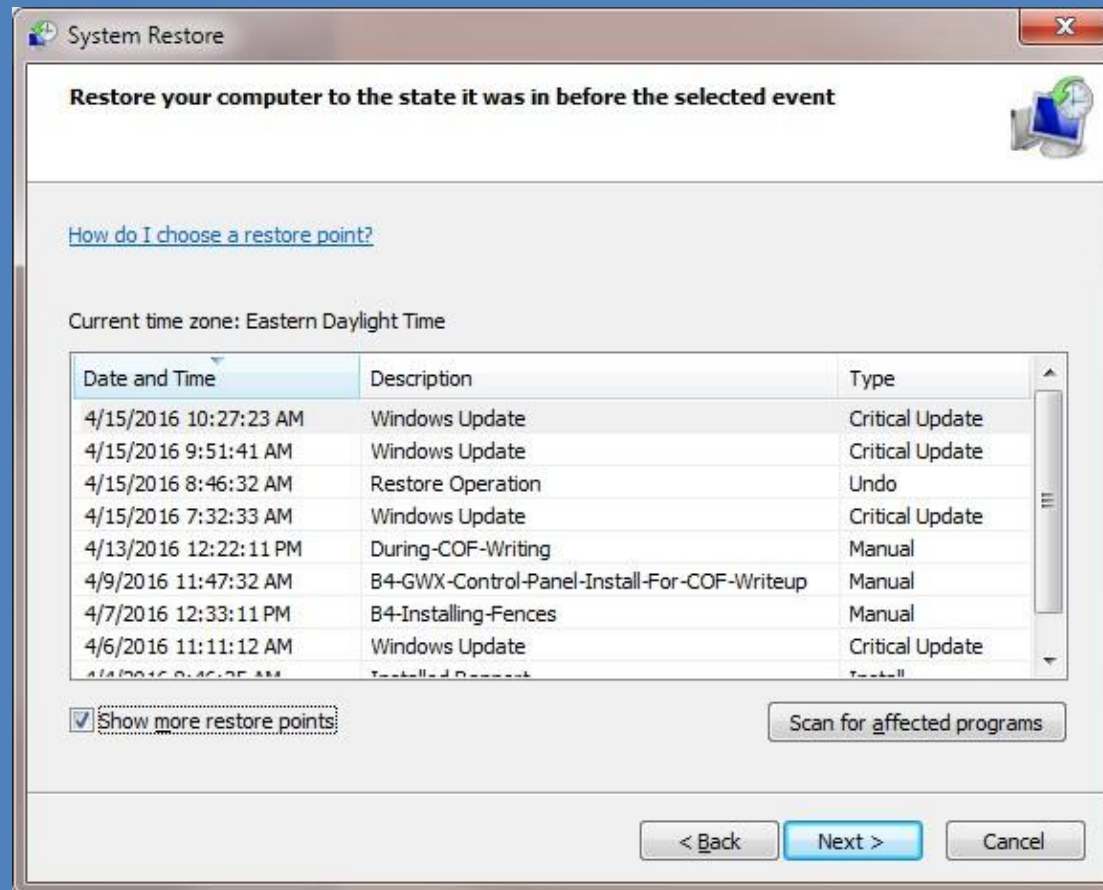 System Restore
Restore your computer to the state it was in before the selected event
How do I choose a restore point?
Current time zone: Eastern Daylight Time
Date and Time Description Type
4/15/2016 10:27:23 AM Windows Update Critical Update
4/15/2016 9:51:41 AM Windows Update Critical Update
4/15/2016 8:46:32 AM Restore Operation Undo
4/15/2016 7:32:33 AM Windows Update Critical Update
4/13/2016 12:22:11 PM During-COF-Writing Manual
4/9/2016 11:47:32 AM B4-GWX-Control-Panel-Install-For-COF-Writeup Manual
4/7/2016 12:33:11 PM B4-Installing-Fences Manual
4/6/2016 11:11:12 AM Windows Update Critical Update
Installed Install
Show more restore points Scan for affected programs
< Back Next > Cancel